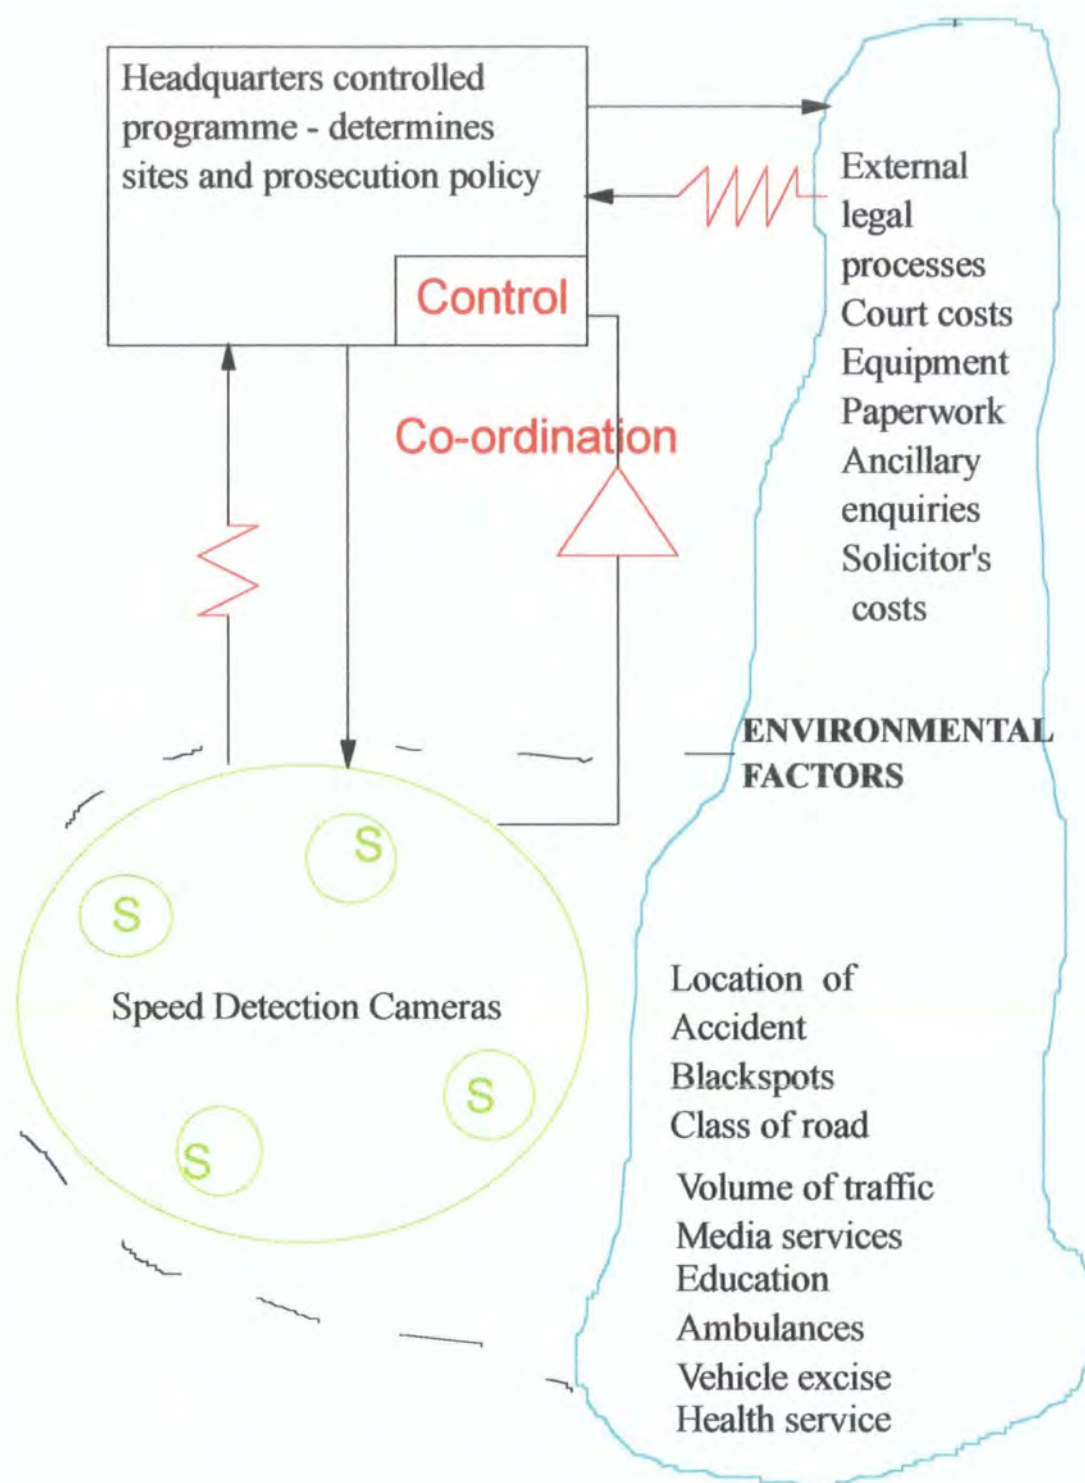 Headquarters controlled
programme - determines
sites and prosecution policy
Control
Co-ordination
External
legal
processes
Court costs
Equipment
Paperwork
Ancillary
enquiries
Solicitor's
costs
ENVIRONMENTAL
FACTORS
S
S
Speed Detection Cameras
S
S
Location of
Accident
Blackspots
Class of road
Volume of traffic
Media services
Education
Ambulances
Vehicle excise
Health service